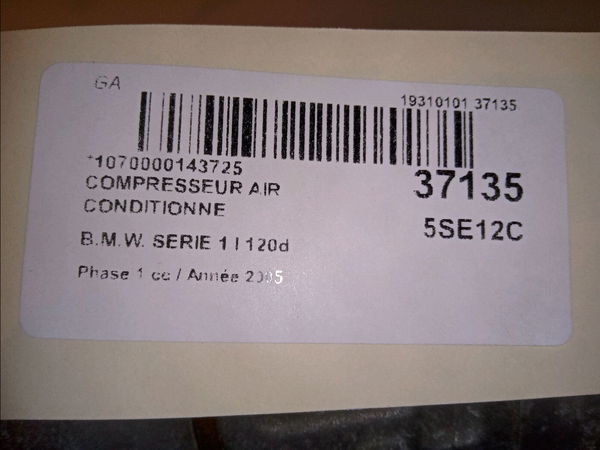 GA
19310101 37135
*1070000143725
COMPRESSEUR AIR
CONDITIONNE
37135
5SE12C
B.M.W. SERIE 1 I 120d
Phase 1 cc / Année 2005